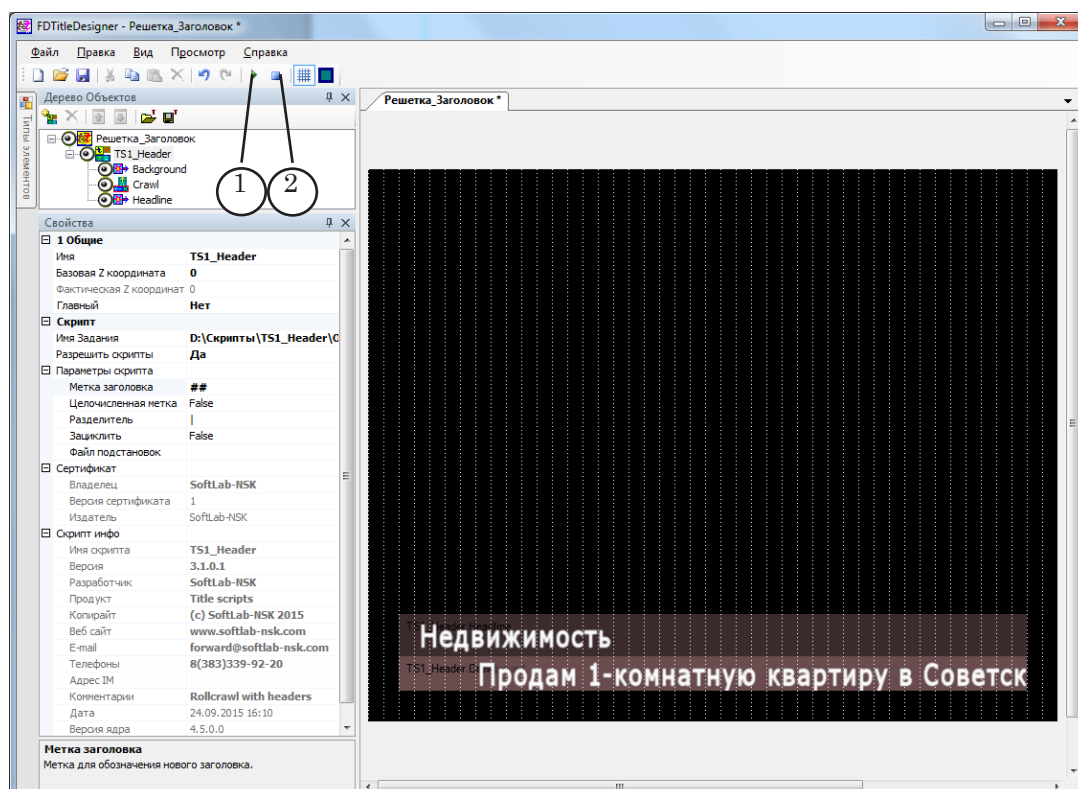 FDTitleDesigner - Решетка_Заголовок *
Файл Правка Вид Просмотр Справка
Дерево Объектов
Типы элементов
Решетка_Заголовок
TS1_Header
Background
Crawl
Headline
1 2
Свойства
1 Общие
Имя TS1_Header
Базовая Z координата 0
Фактическая Z координат 0
Главный Нет
Скрипт
Имя Задания D:\Скрипты\TS1_Header\O
Разрешить скрипты Да
Параметры скрипта
Метка заголовка ##
Целочисленная метка False
Разделитель |
Зациклить False
Файл подстановок
Сертификат
Владелец SoftLab-NSK
Версия сертификата 1
Издатель SoftLab-NSK
Скрипт инфо
Имя скрипта TS1_Header
Версия 3.1.0.1
Разработчик SoftLab-NSK
Продукт Title scripts
Копирайт (c) SoftLab-NSK 2015
Веб сайт www.softlab-nsk.com
E-mail forward@softlab-nsk.com
Телефоны 8(383)339-92-20
Адрес IM
Комментарии Rollcrawl with headers
Дата 24.09.2015 16:10
Версия ядра 4.5.0.0
Метка заголовка
Метка для обозначения нового заголовка.
Решетка_Заголовок *
TS1_Header.Headline
Недвижимость
TS1_Header.C
Продам 1-комнатную квартиру в Советск